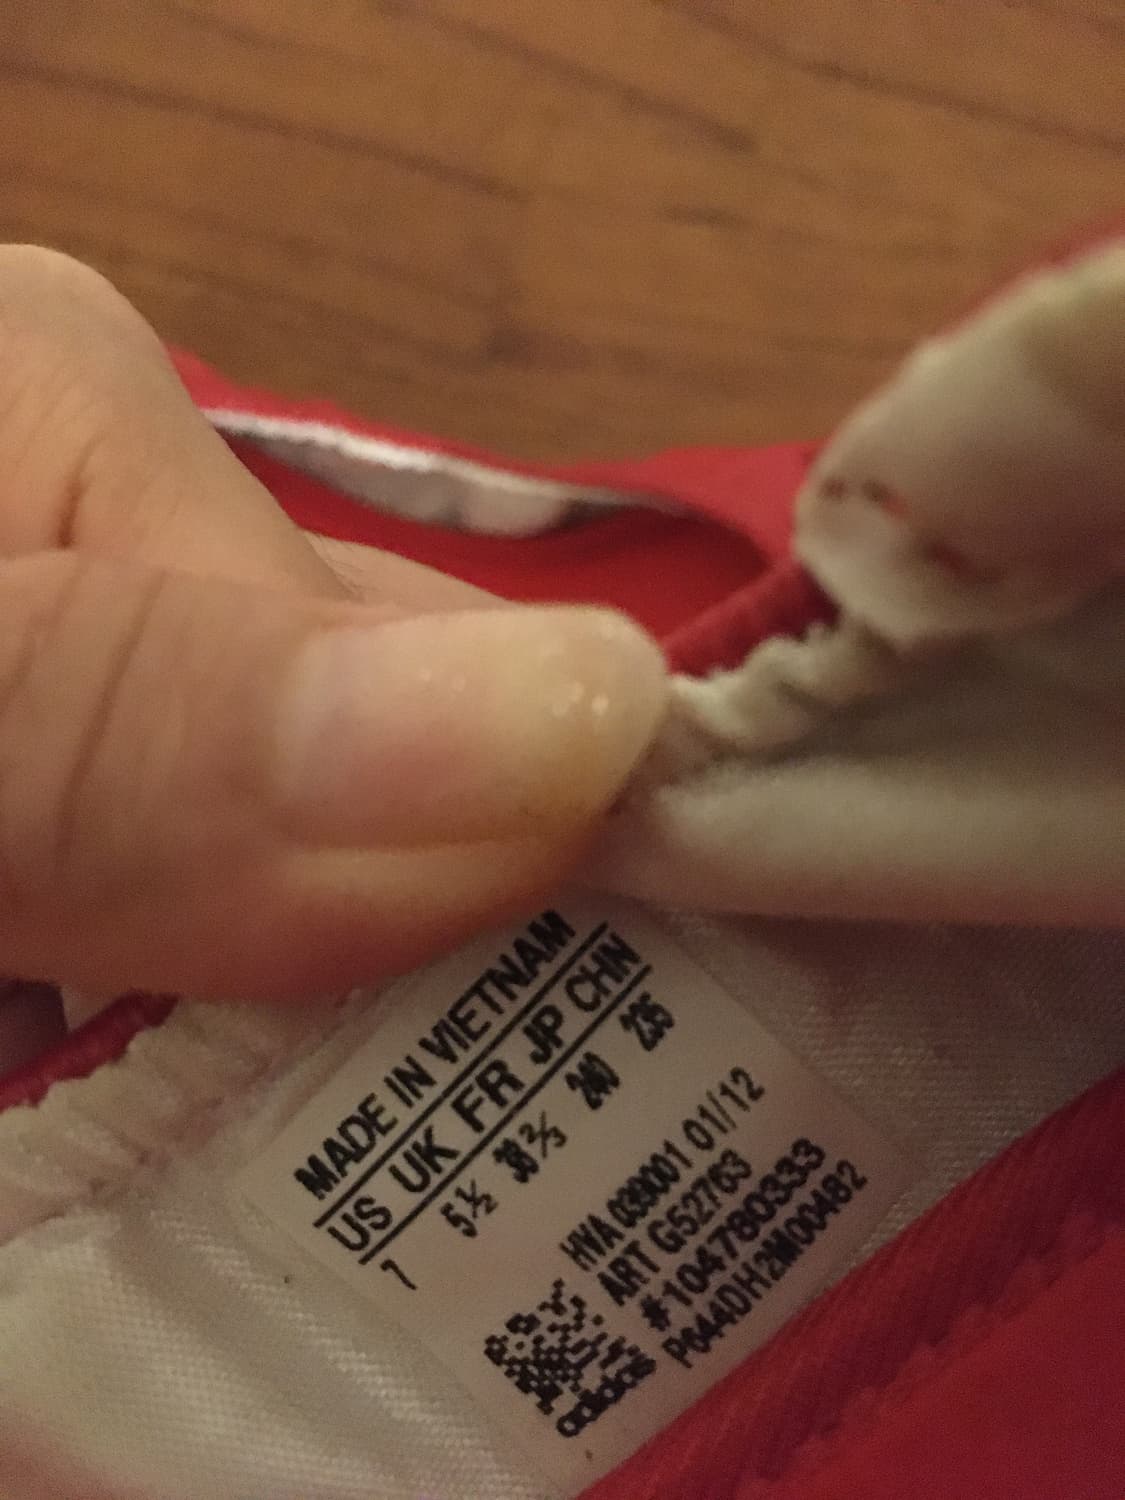 MADE IN VIETNAM
US UK FR JP CHN
7 5½ 38⅔ 240 235
HVA 039001 01/12
ART G52763
#104780333
P644DH2M00482
adidas